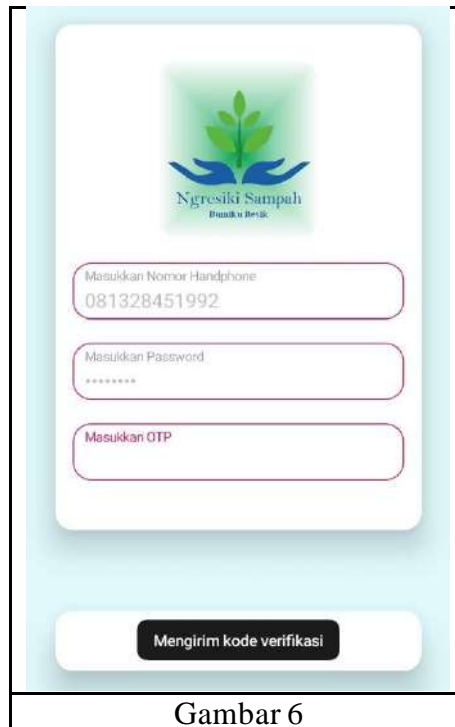 Ngresiki Sampah
Bumiku Resik
Masukkan Nomor Handphone
081328451992
Masukkan Password
••••••••
Masukkan OTP
Mengirim kode verifikasi
Gambar 6